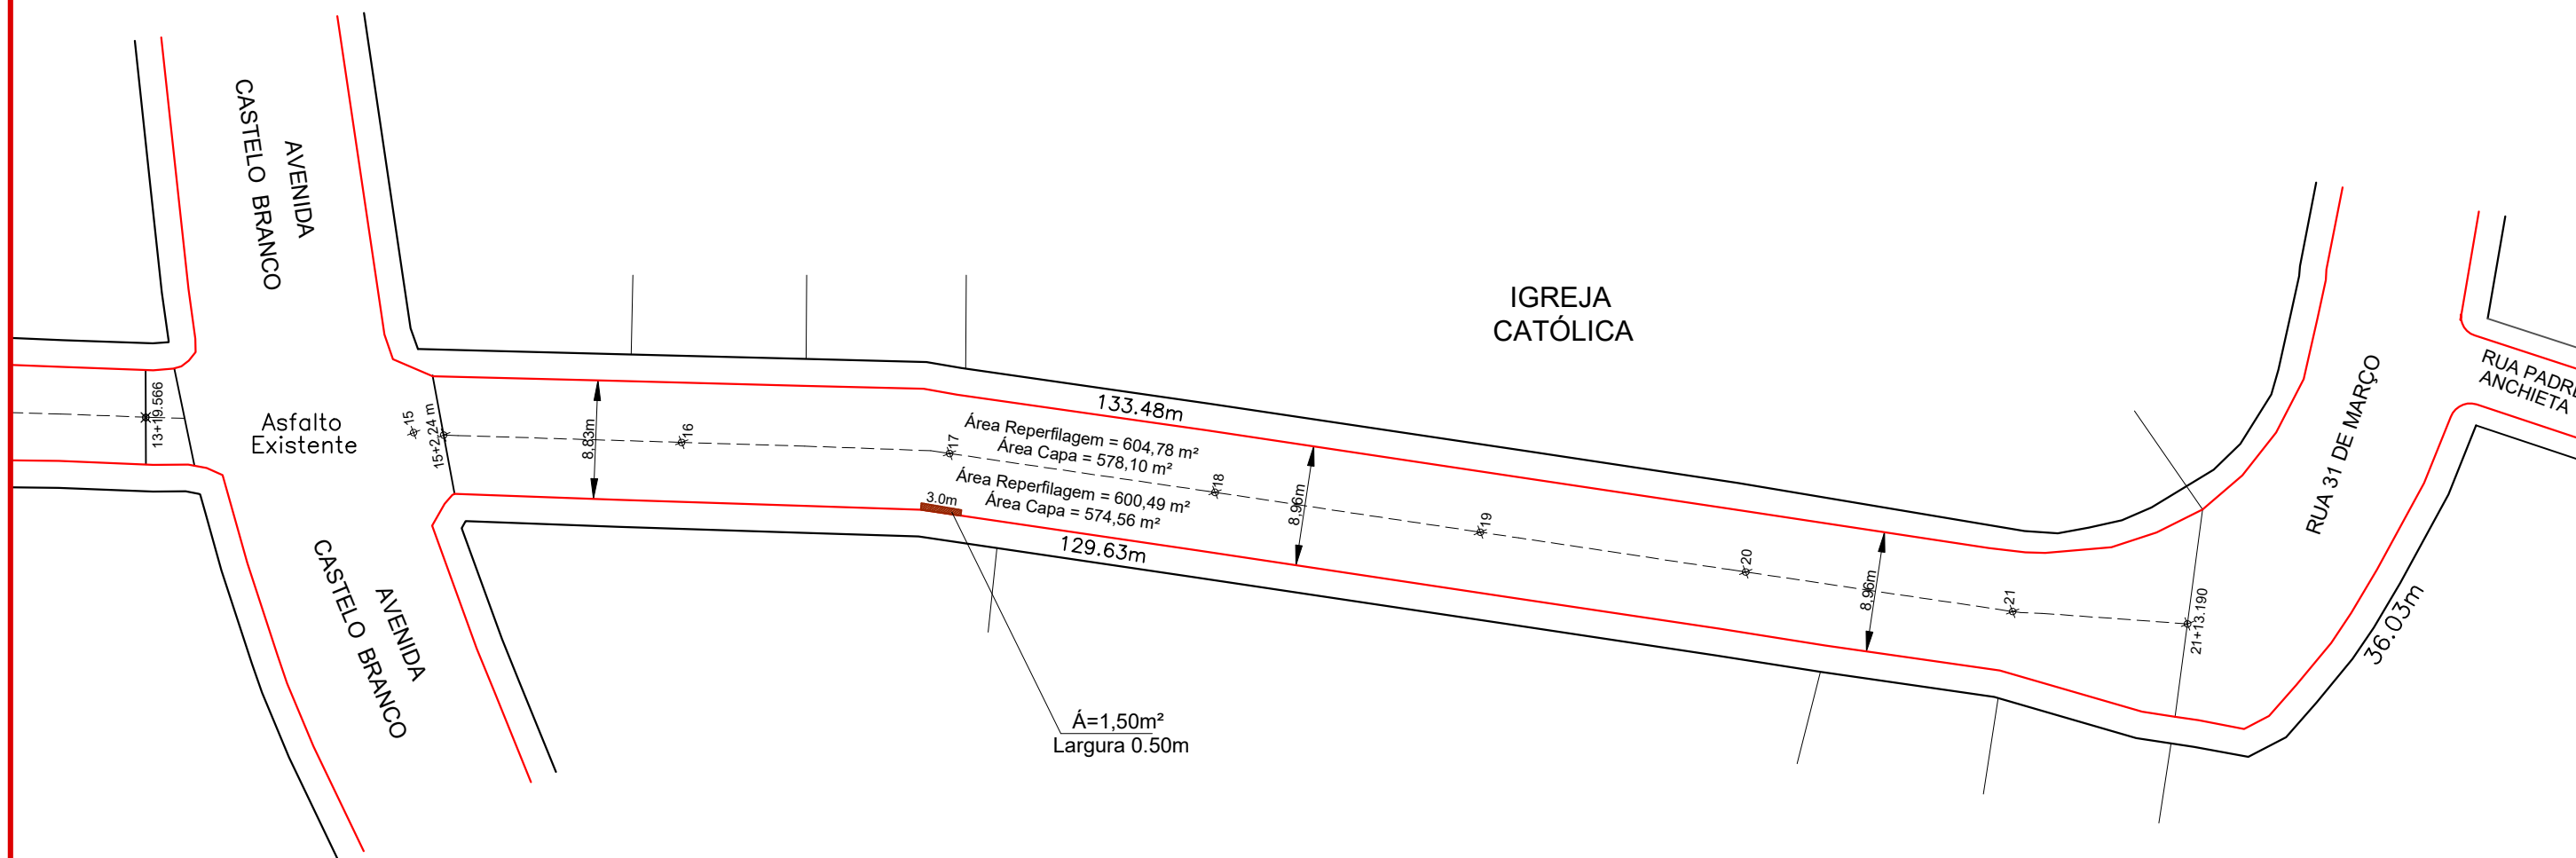 AVENIDA
CASTELO BRANCO
13+19.566
Asfalto
Existente
15
15+2.24 m
8,83m
16
17
133.48m
Área Reperfilagem = 604,78 m²
Área Capa = 578,10 m²
Área Reperfilagem = 600,49 m²
Área Capa = 574,56 m²
3.0m
129.63m
18
8,96m
19
IGREJA
CATÓLICA
20
8,96m
21
21+13.190
RUA 31 DE MARÇO
RUA PADRE
ANCHIETA
36.03m
AVENIDA
CASTELO BRANCO
Á=1,50m²
Largura 0.50m